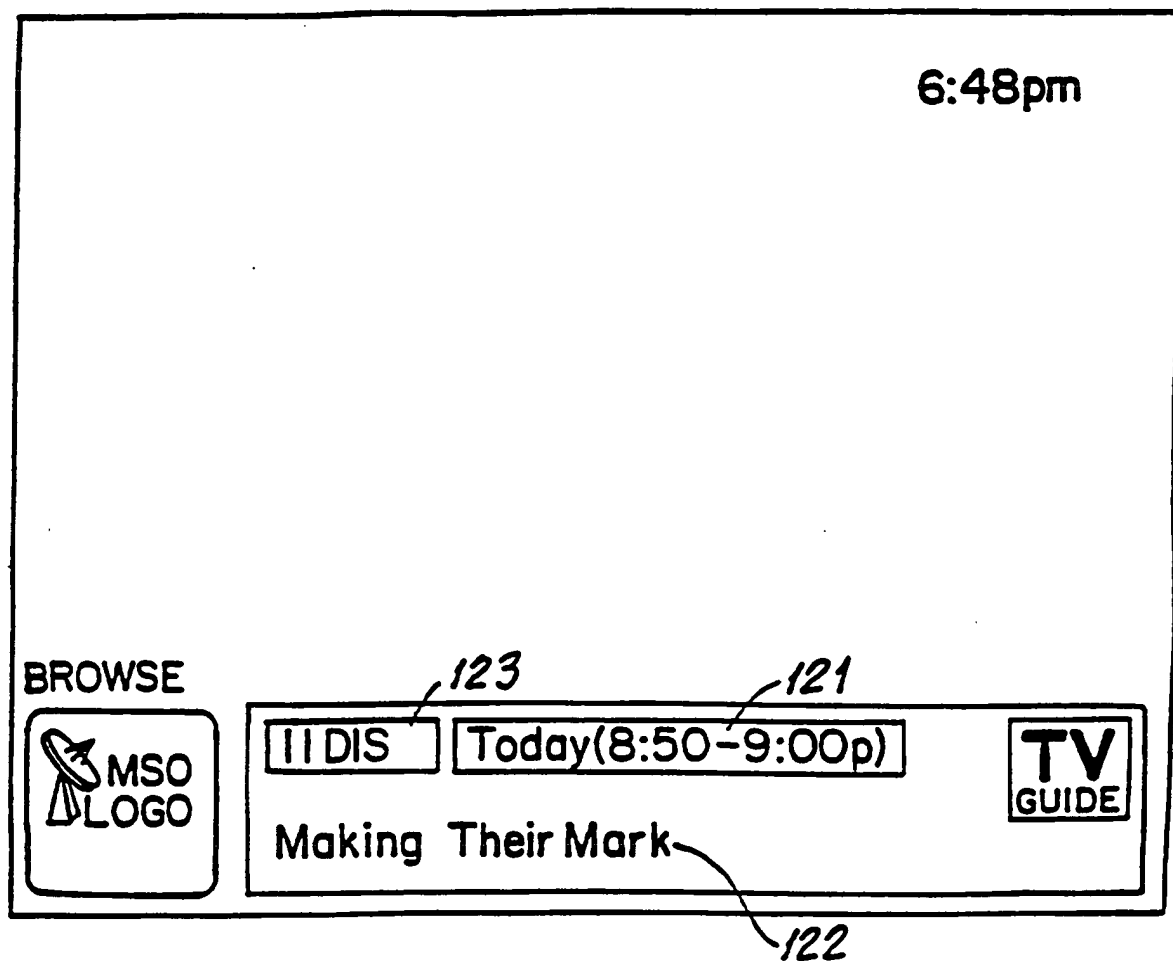 6:48pm
BROWSE
123
121
MSO
LOGO
11 DIS
Today(8:50-9:00p)
TV
GUIDE
Making Their Mark
122